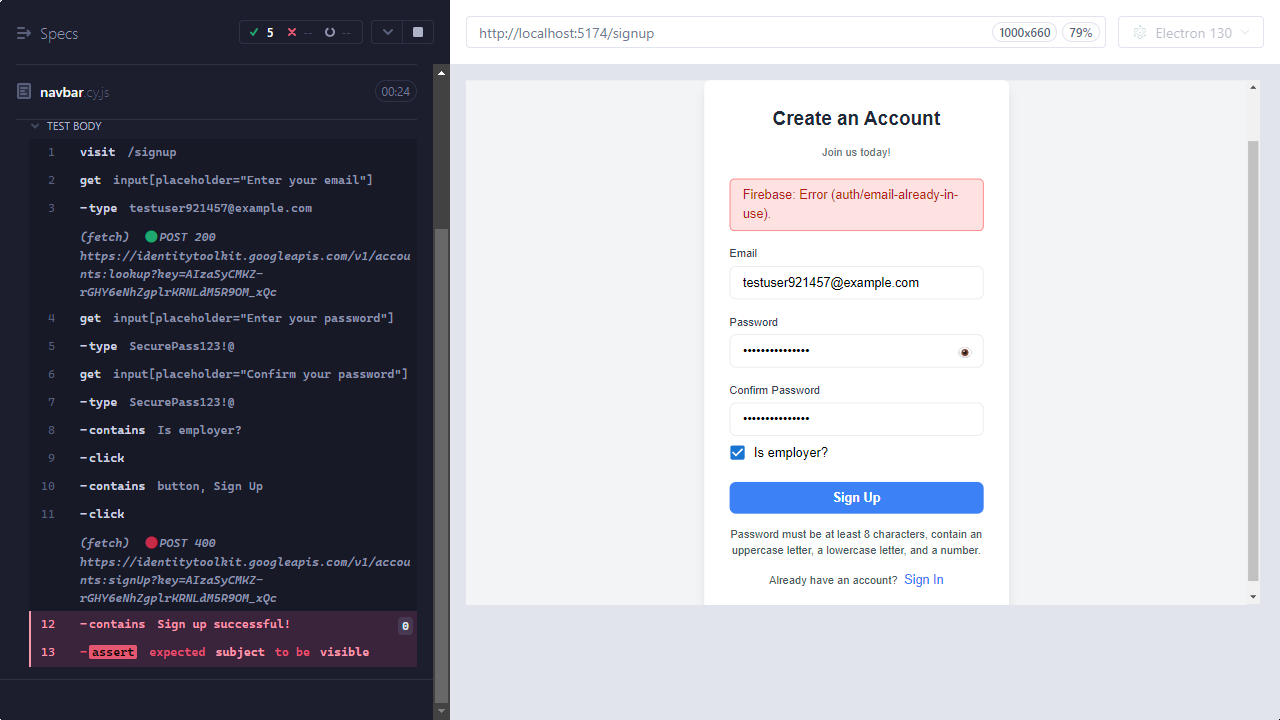 Specs
5 -- --
navbar.cy.js 00:24
TEST BODY
1 visit /signup
2 get input[placeholder="Enter your email"]
3 -type testuser921457@example.com
(fetch) POST 200
https://identitytoolkit.googleapis.com/v1/accou
nts:lookup?key=AIzaSyCMKZ-
rGHY6eNhZgplrKRNLdM5R9OM_xQc
4 get input[placeholder="Enter your password"]
5 -type SecurePass123!@
6 get input[placeholder="Confirm your password"]
7 -type SecurePass123!@
8 -contains Is employer?
9 -click
10 -contains button, Sign Up
11 -click
(fetch) POST 400
https://identitytoolkit.googleapis.com/v1/accou
nts:signUp?key=AIzaSyCMKZ-
rGHY6eNhZgplrKRNLdM5R9OM_xQc
12 -contains Sign up successful! 0
13 -assert expected subject to be visible
http://localhost:5174/signup 1000x660 79% Electron 130
Create an Account
Join us today!
Firebase: Error (auth/email-already-in-
use).
Email
testuser921457@example.com
Password
•••••••••••••••
Confirm Password
•••••••••••••••
Is employer?
Sign Up
Password must be at least 8 characters, contain an
uppercase letter, a lowercase letter, and a number.
Already have an account? Sign In